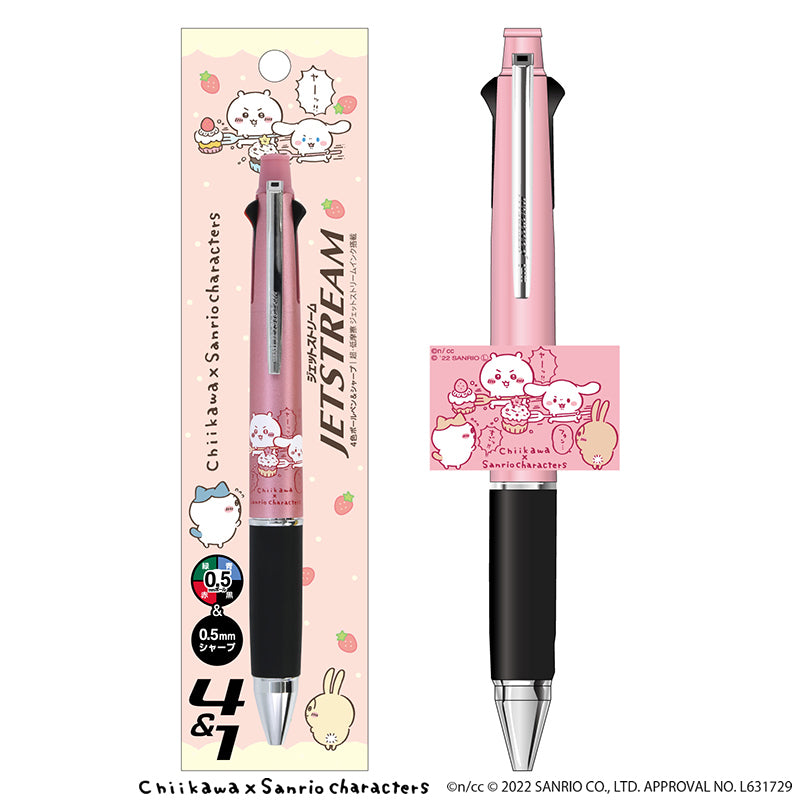 ヤーッ!!
Chiikawa x Sanrio characters
ジェットストリーム
JETSTREAM
4色ボールペン&シャープ | 超・低摩擦 ジェットストリームインク搭載
Chiikawa
x
Sanrio characters
緑
青
0.5
赤
黒
&
0.5mm
シャープ
4
&1
©n/cc
©'22 SANRIO Ⓛ
ヤーッ!!
Chiikawa
x
Sanrio characters
Chiikawa x Sanrio characters
©n/cc © 2022 SANRIO CO., LTD. APPROVAL NO. L631729